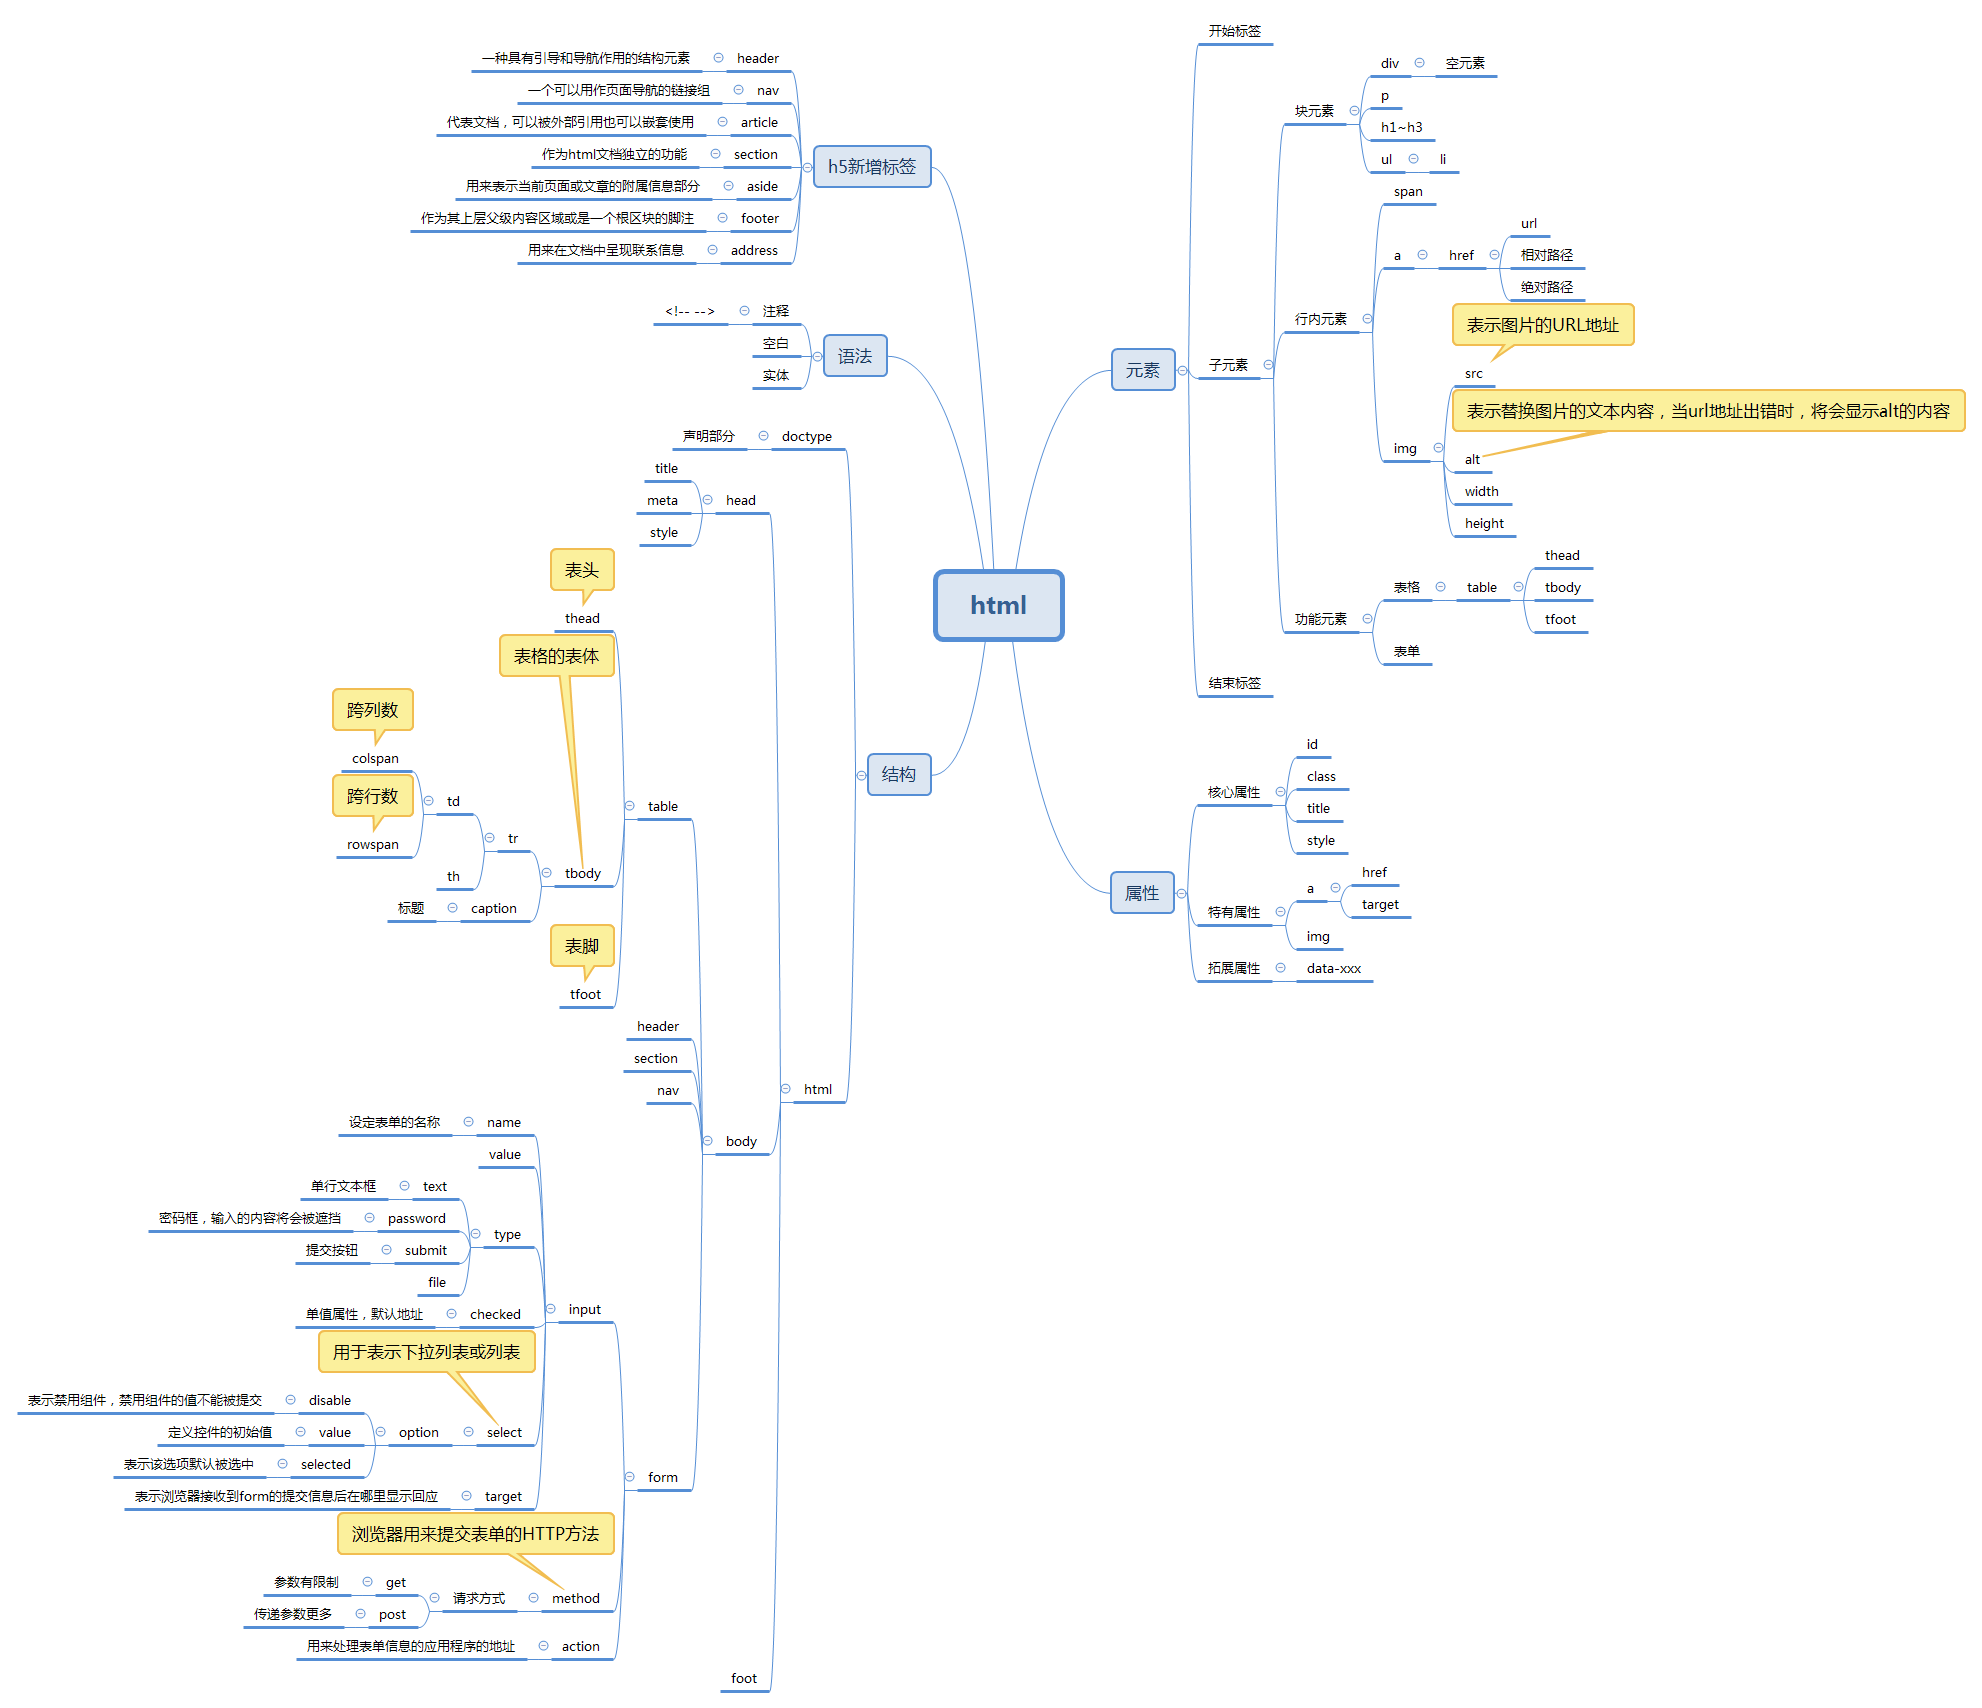 html
h5新增标签
header
一种具有引导和导航作用的结构元素
nav
一个可以用作页面导航的链接组
article
代表文档，可以被外部引用也可以嵌套使用
section
作为html文档独立的功能
aside
用来表示当前页面或文章的附属信息部分
footer
作为其上层父级内容区域或是一个根区块的脚注
address
用来在文档中呈现联系信息
语法
注释
<!-- -->
空白
实体
结构
doctype
声明部分
html
head
title
meta
style
body
table
表头
thead
表格的表体
tbody
tr
td
跨列数
colspan
跨行数
rowspan
th
caption
标题
表脚
tfoot
header
section
nav
form
input
name
设定表单的名称
value
type
text
单行文本框
password
密码框，输入的内容将会被遮挡
submit
提交按钮
file
checked
单值属性，默认地址
用于表示下拉列表或列表
select
option
disable
表示禁用组件，禁用组件的值不能被提交
value
定义控件的初始值
selected
表示该选项默认被选中
target
表示浏览器接收到form的提交信息后在哪里显示回应
浏览器用来提交表单的HTTP方法
method
请求方式
get
参数有限制
post
传递参数更多
action
用来处理表单信息的应用程序的地址
foot
元素
开始标签
子元素
块元素
div
空元素
p
h1~h3
ul
li
行内元素
span
a
href
url
相对路径
绝对路径
img
表示图片的URL地址
src
表示替换图片的文本内容，当url地址出错时，将会显示alt的内容
alt
width
height
功能元素
表格
table
thead
tbody
tfoot
表单
结束标签
属性
核心属性
id
class
title
style
特有属性
a
href
target
img
拓展属性
data-xxx